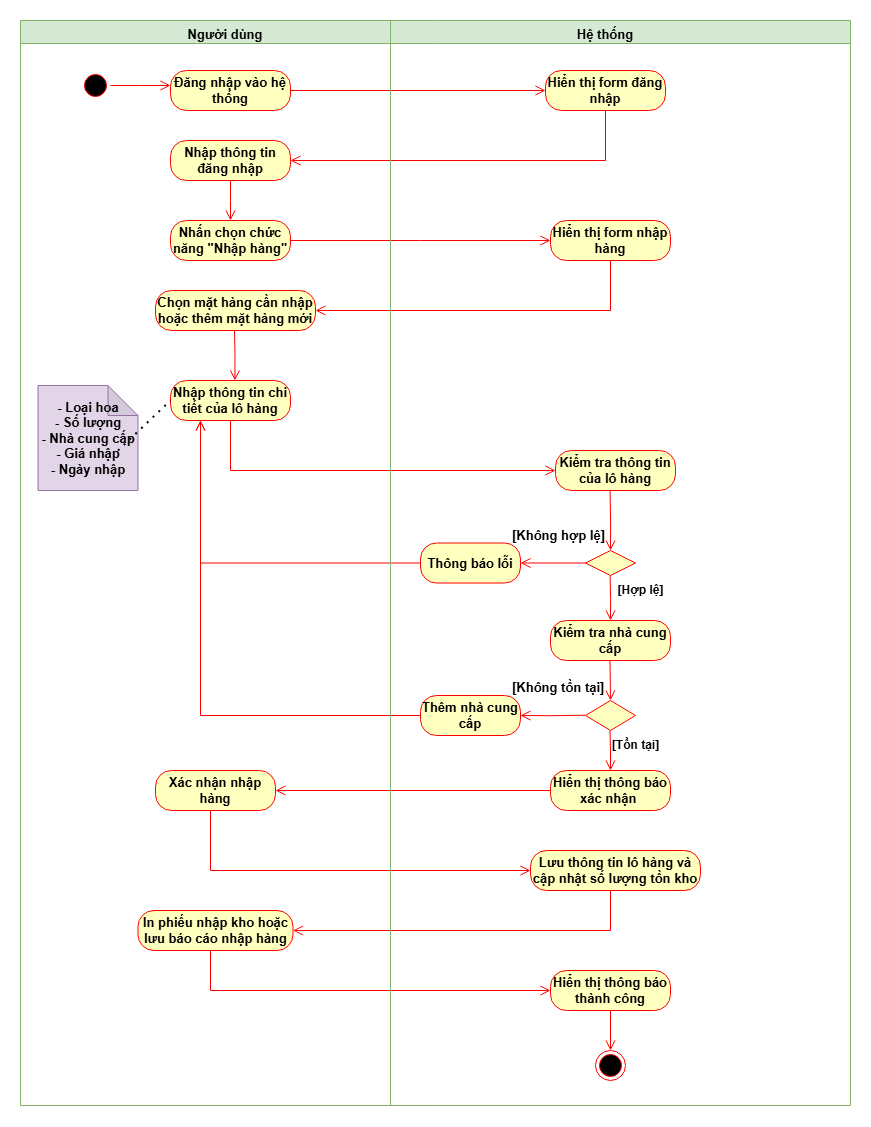 Người dùng
Hệ thống
Đăng nhập vào hệ
thống
Hiển thị form đăng
nhập
Nhập thông tin
đăng nhập
Nhấn chọn chức
năng "Nhập hàng"
Hiển thị form nhập
hàng
Chọn mặt hàng cần nhập
hoặc thêm mặt hàng mới
Nhập thông tin chi
tiết của lô hàng
- Loại hoa
- Số lượng
- Nhà cung cấp
- Giá nhập
- Ngày nhập
Kiểm tra thông tin
của lô hàng
[Không hợp lệ]
Thông báo lỗi
[Hợp lệ]
Kiểm tra nhà cung
cấp
[Không tồn tại]
Thêm nhà cung
cấp
[Tồn tại]
Hiển thị thông báo
xác nhận
Xác nhận nhập
hàng
Lưu thông tin lô hàng và
cập nhật số lượng tồn kho
In phiếu nhập kho hoặc
lưu báo cáo nhập hàng
Hiển thị thông báo
thành công